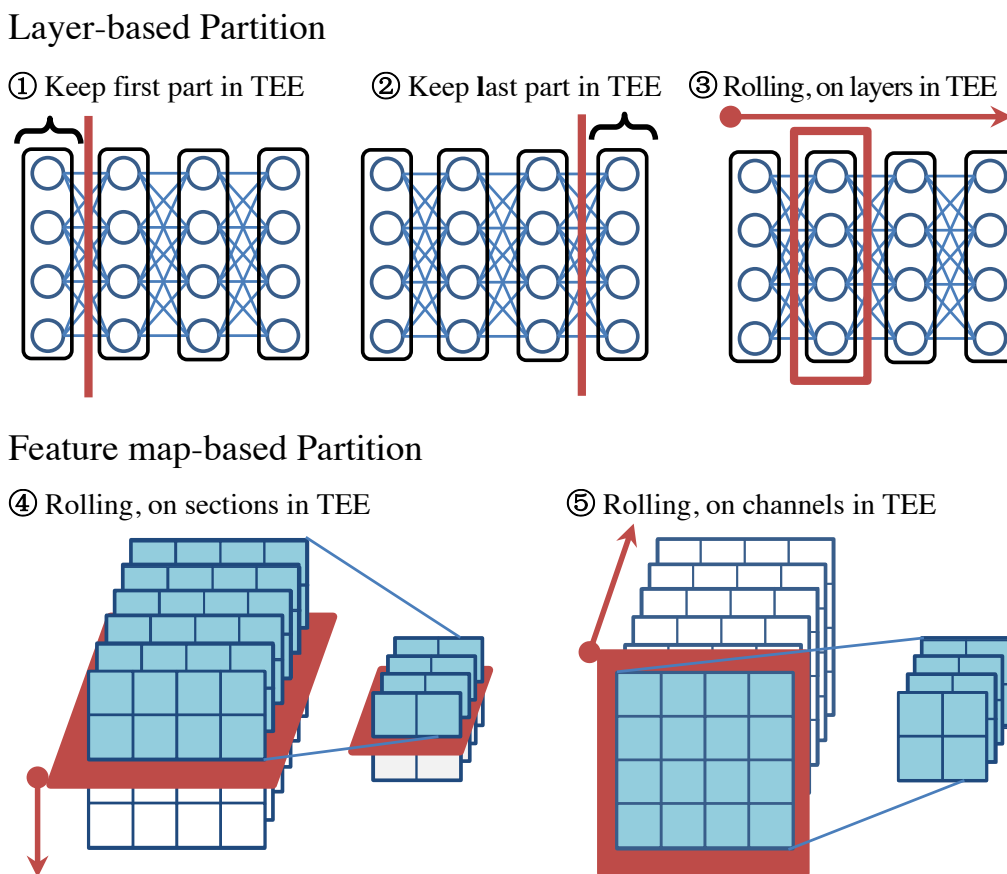 Layer-based Partition
① Keep first part in TEE
② Keep last part in TEE
③ Rolling, on layers in TEE
Feature map-based Partition
④ Rolling, on sections in TEE
⑤ Rolling, on channels in TEE